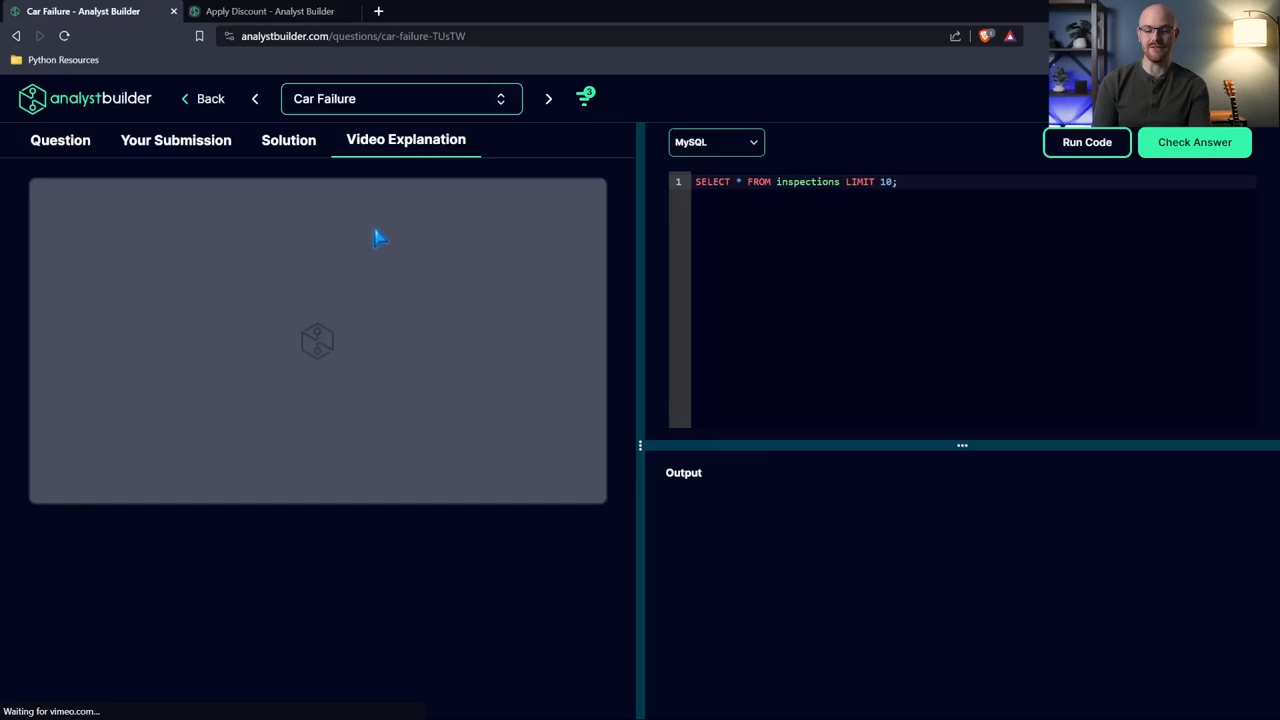 Car Failure - Analyst Builder
Apply Discount - Analyst Builder
analystbuilder.com/questions/car-failure-TUsTW
Python Resources
analystbuilder
Back
Car Failure
3
Question
Your Submission
Solution
Video Explanation
MySQL
Run Code
Check Answer
1
SELECT * FROM inspections LIMIT 10;
Output
Waiting for vimeo.com...